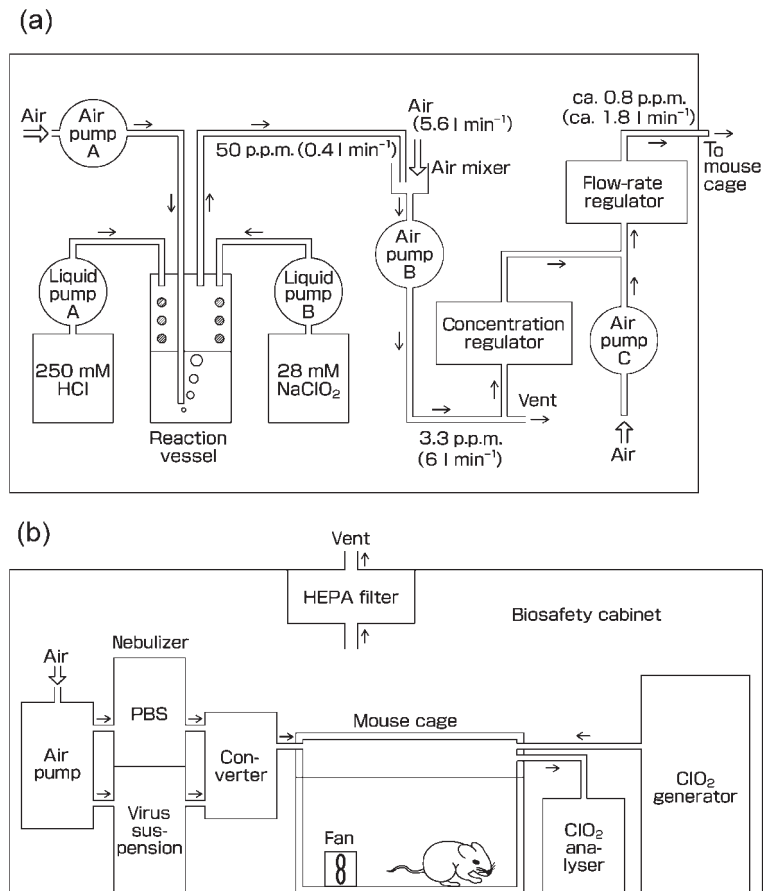 (a)
Air
Air
pump
A
Air
(5.6 l min⁻¹)
50 p.p.m. (0.4 l min⁻¹)
Air mixer
ca. 0.8 p.p.m.
(ca. 1.8 l min⁻¹)
To
mouse
cage
Flow-rate
regulator
Liquid
pump
A
Liquid
pump
B
Air
pump
B
Concentration
regulator
Air
pump
C
250 mM
HCl
28 mM
NaClO₂
Reaction
vessel
Vent
3.3 p.p.m.
(6 l min⁻¹)
Air
(b)
Vent
HEPA filter
Biosafety cabinet
Nebulizer
Air
PBS
Mouse cage
Air
pump
Con-
verter
ClO₂
generator
Virus
sus-
pension
Fan
ClO₂
ana-
lyser